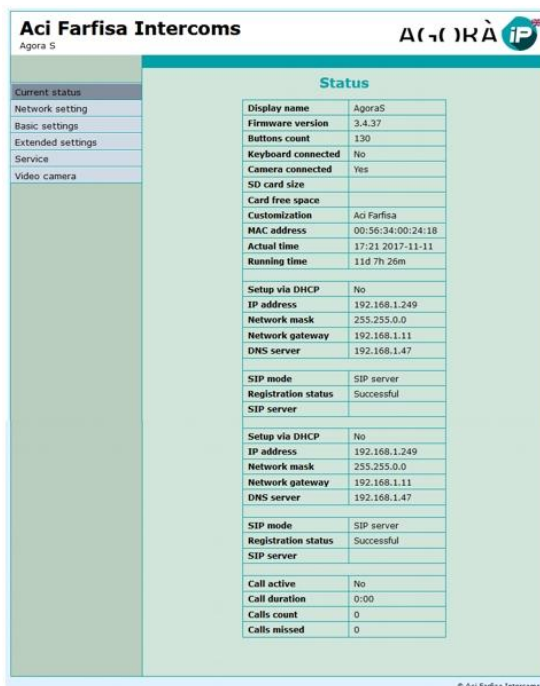 Aci Farfisa Intercoms
Agora S
AGORÀ iP
Current status
Network setting
Basic settings
Extended settings
Service
Video camera
Status
Display name AgoraS
Firmware version 3.4.37
Buttons count 130
Keyboard connected No
Camera connected Yes
SD card size
Card free space
Customization Aci Farfisa
MAC address 00:56:34:00:24:18
Actual time 17:21 2017-11-11
Running time 11d 7h 26m
Setup via DHCP No
IP address 192.168.1.249
Network mask 255.255.0.0
Network gateway 192.168.1.11
DNS server 192.168.1.47
SIP mode SIP server
Registration status Successful
SIP server
Setup via DHCP No
IP address 192.168.1.249
Network mask 255.255.0.0
Network gateway 192.168.1.11
DNS server 192.168.1.47
SIP mode SIP server
Registration status Successful
SIP server
Call active No
Call duration 0:00
Calls count 0
Calls missed 0
© Aci Farfisa Intercoms